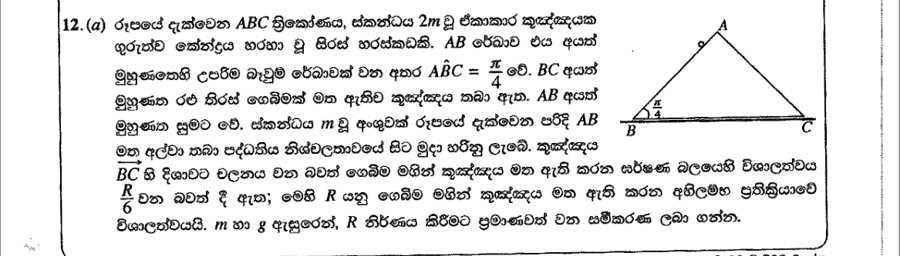 12. (a) රූපයේ දැක්වෙන ABC ත්‍රිකෝණය, ස්කන්ධය 2m වූ ඒකාකාර කුඤ්ඤයක
ගුරුත්ව කේන්ද්‍රය හරහා වූ සිරස් හරස්කඩකි. AB රේඛාව එය අයත්
මුහුණතෙහි උපරිම බෑවුම් රේඛාවක් වන අතර AB̂C = π/4 වේ. BC අයත්
මුහුණත රළු තිරස් ගෙබිමක් මත ඇතිව කුඤ්ඤය තබා ඇත. AB අයත්
මුහුණත සුමට වේ. ස්කන්ධය m වූ අංශුවක් රූපයේ දැක්වෙන පරිදි AB
මත අල්වා තබා පද්ධතිය නිශ්චලතාවයේ සිට මුදා හරිනු ලැබේ. කුඤ්ඤය
BC→ හි දිශාවට චලනය වන බවත් ගෙබිම මගින් කුඤ්ඤය මත ඇති කරන ඝර්ෂණ බලයෙහි විශාලත්වය
R/6 වන බවත් දී ඇත; මෙහි R යනු ගෙබිම මගින් කුඤ්ඤය මත ඇති කරන අභිලම්භ ප්‍රතික්‍රියාවේ
විශාලත්වයයි. m හා g ඇසුරෙන්, R නිර්ණය කිරීමට ප්‍රමාණවත් වන සමීකරණ ලබා ගන්න.
A
π/4
B
C